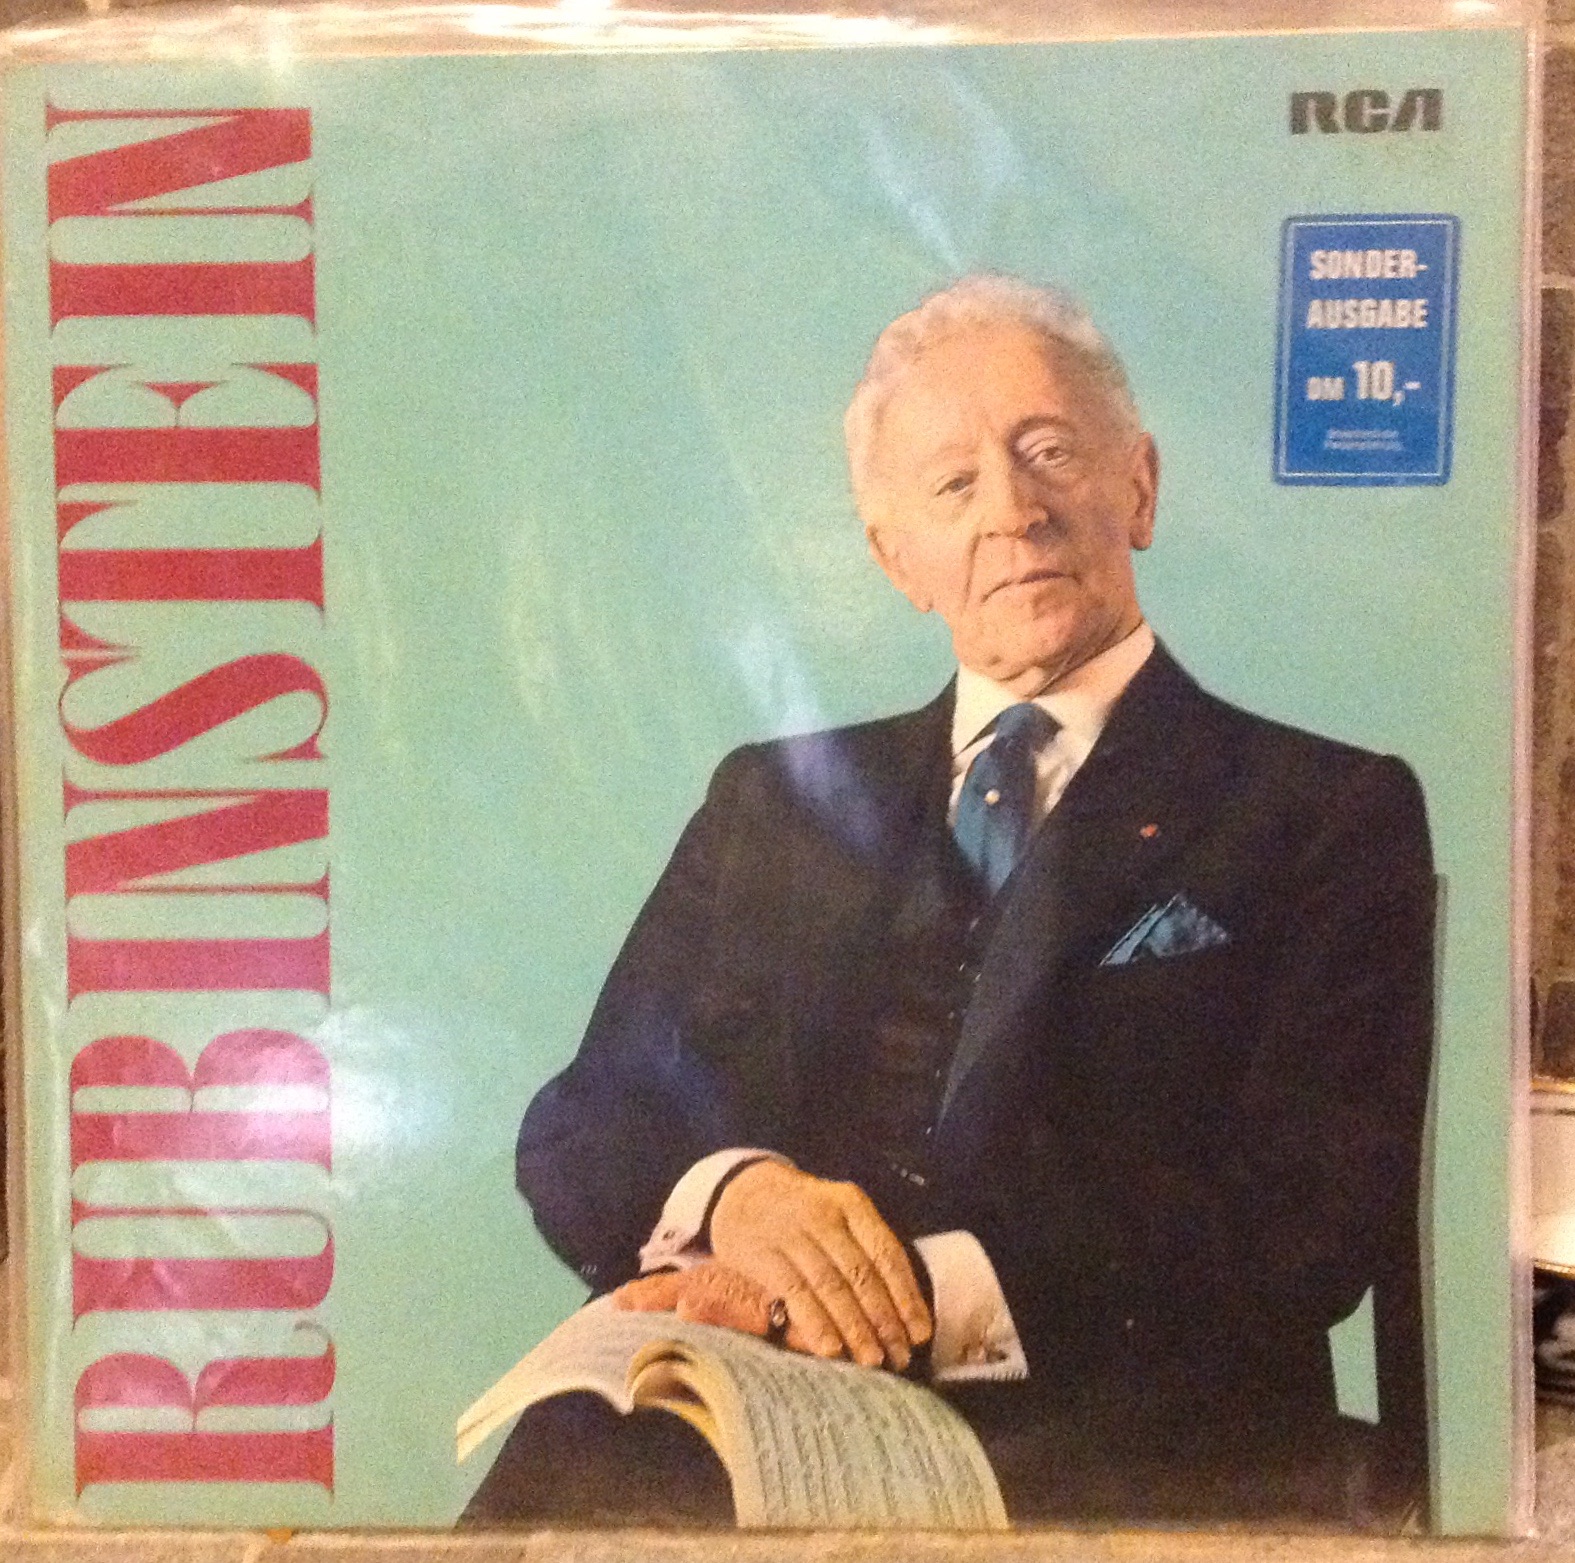 RUBINSTEIN
RCA
SONDER-
AUSGABE
DM 10,-